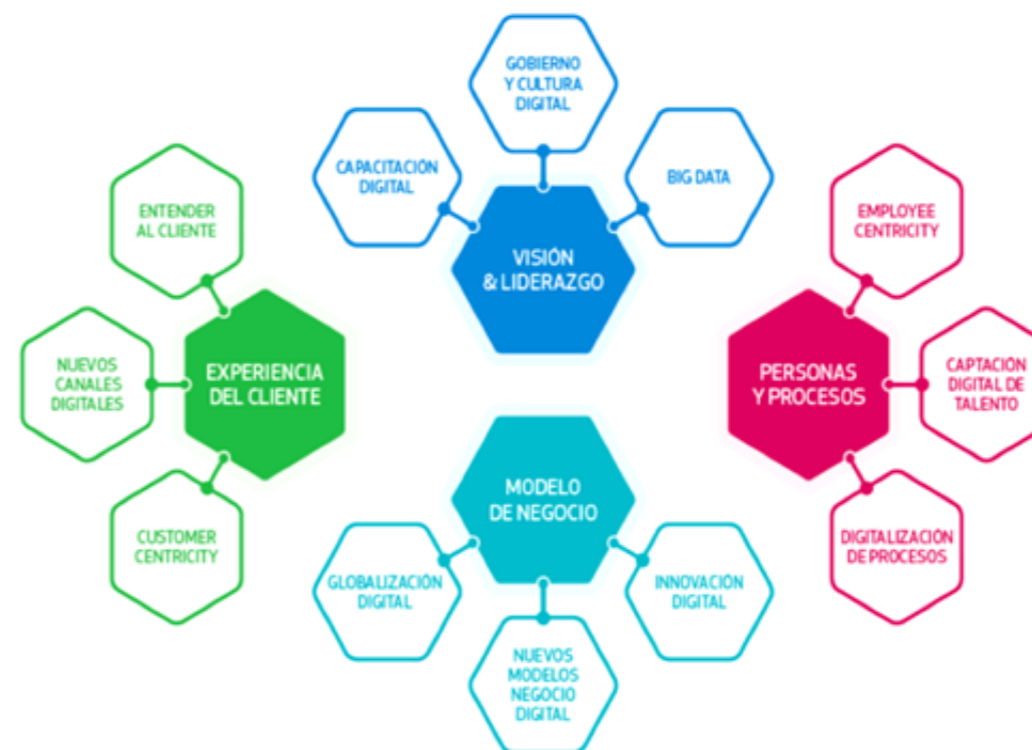 GOBIERNO
Y CULTURA
DIGITAL
CAPACITACIÓN
DIGITAL
BIG DATA
VISIÓN
& LIDERAZGO
ENTENDER
AL CLIENTE
NUEVOS
CANALES
DIGITALES
CUSTOMER
CENTRICITY
EXPERIENCIA
DEL CLIENTE
EMPLOYEE
CENTRICITY
CAPTACIÓN
DIGITAL DE
TALENTO
DIGITALIZACIÓN
DE PROCESOS
PERSONAS
Y PROCESOS
MODELO
DE NEGOCIO
GLOBALIZACIÓN
DIGITAL
NUEVOS
MODELOS
NEGOCIO
DIGITAL
INNOVACIÓN
DIGITAL